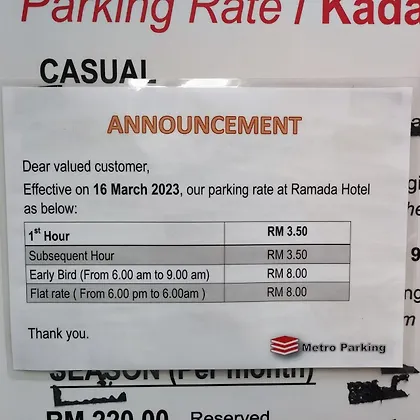 Parking Rate / Kada
CASUAL
ANNOUNCEMENT
Dear valued customer,
Effective on 16 March 2023, our parking rate at Ramada Hotel
as below:
1st Hour RM 3.50
Subsequent Hour RM 3.50
Early Bird (From 6.00 am to 9.00 am) RM 8.00
Flat rate ( From 6.00 pm to 6.00am ) RM 8.00
Thank you.
Metro Parking
SEASON (Per month)
RM 220.00 Reserved